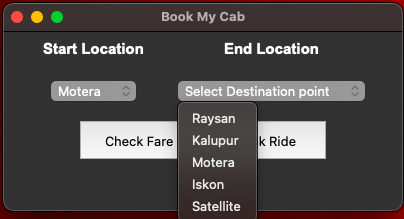 Book My Cab
Start Location End Location
Motera Select Destination point
Raysan
Check Fare Ride
Kalupur
Motera
Iskon
Satellite